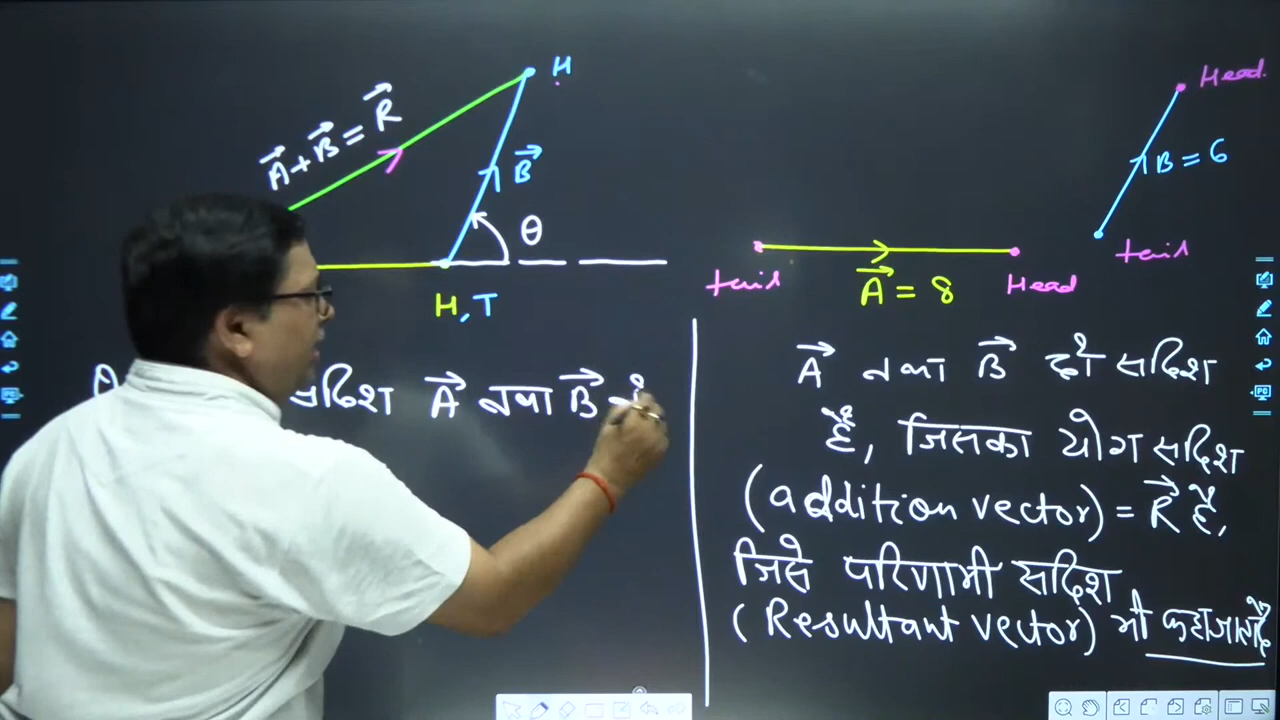 H
A⃗ + B⃗ = R⃗
B⃗
θ
H, T
सदिश A⃗ तथा B⃗
Head.
B = 6
tail
tail
A⃗ = 8
Head
A⃗ तथा B⃗ दो सदिश
हैं, जिसका योग सदिश
(addition vector) = R⃗ है,
जिसे परिणामी सदिश
(Resultant vector) भी कहा जाता है